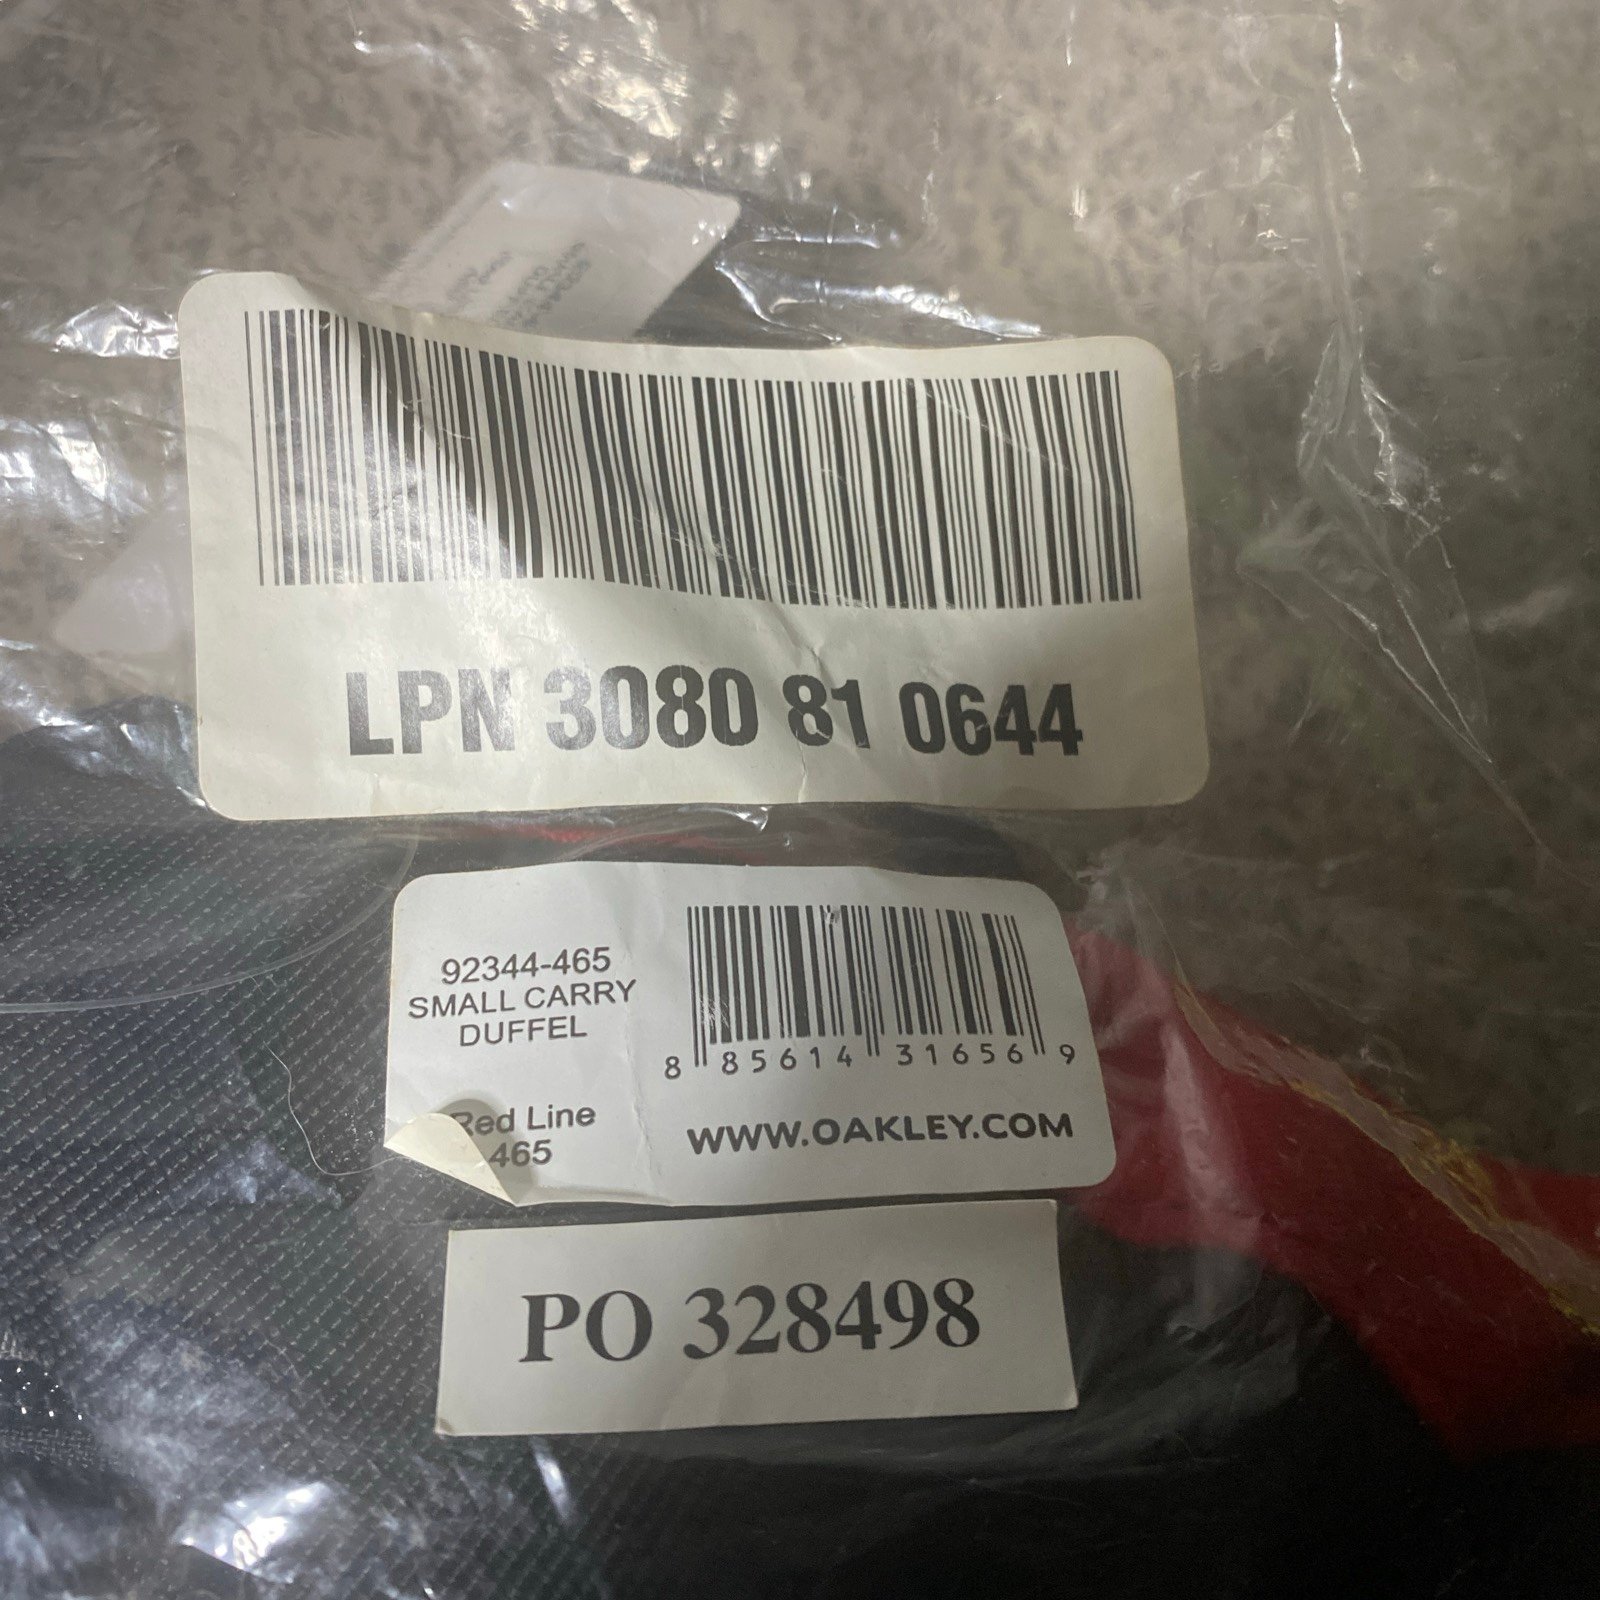 LPN 3080 81 0644
92344-465
SMALL CARRY
DUFFEL
Red Line
465
8 85614 31656 9
WWW.OAKLEY.COM
PO 328498